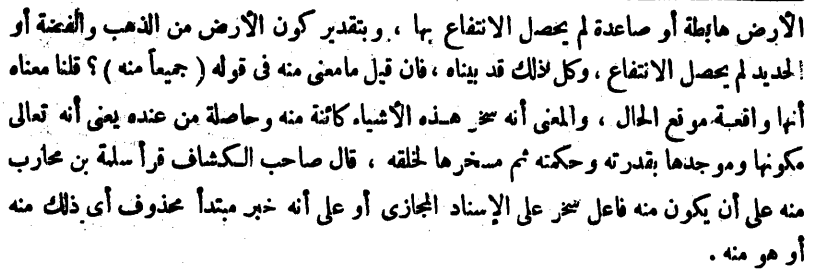 الأرض هابطة أو صاعدة لم يحصل الانتفاع بها ، وبتقدير كون الأرض من الذهب والفضة أو
الحديد لم يحصل الانتفاع ، وكل ذلك قد بيناه ، فان قيل مامعنى منه فى قوله ( جميعاً منه ) ؟ قلنا معناه
أنها واقعة موقع الحال ، والمعنى أنه سخر هذه الأشياء كائنة منه وحاصلة من عنده يعنى أنه تعالى
مكونها وموجدها بقدرته وحكمته ثم مسخرها لخلقه ، قال صاحب الكشاف قرأ سلمة بن محارب
منه على أن يكون منه فاعل سخر على الإسناد المجازى أو على أنه خبر مبتدأ محذوف أى ذلك منه
أو هو منه .